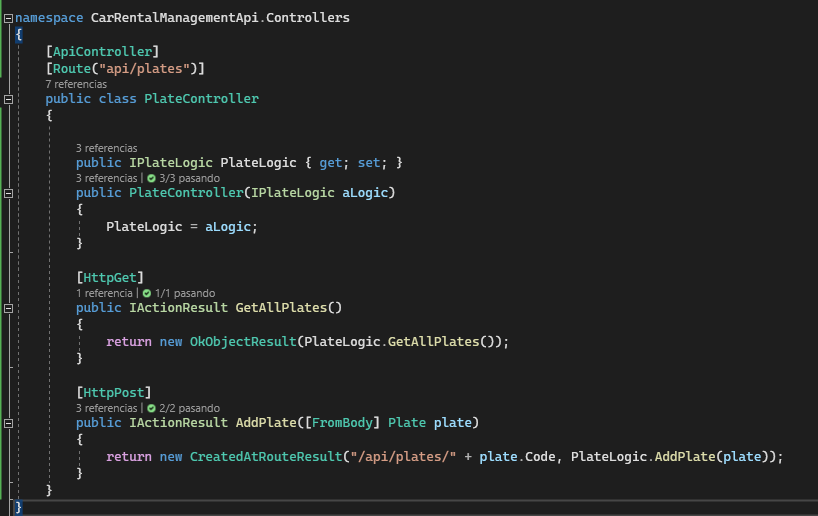 namespace CarRentalManagementApi.Controllers
{
[ApiController]
[Route("api/plates")]
7 referencias
public class PlateController
{
3 referencias
public IPlateLogic PlateLogic { get; set; }
3 referencias | 3/3 pasando
public PlateController(IPlateLogic aLogic)
{
PlateLogic = aLogic;
}
[HttpGet]
1 referencia | 1/1 pasando
public IActionResult GetAllPlates()
{
return new OkObjectResult(PlateLogic.GetAllPlates());
}
[HttpPost]
3 referencias | 2/2 pasando
public IActionResult AddPlate([FromBody] Plate plate)
{
return new CreatedAtRouteResult("/api/plates/" + plate.Code, PlateLogic.AddPlate(plate));
}
}
}